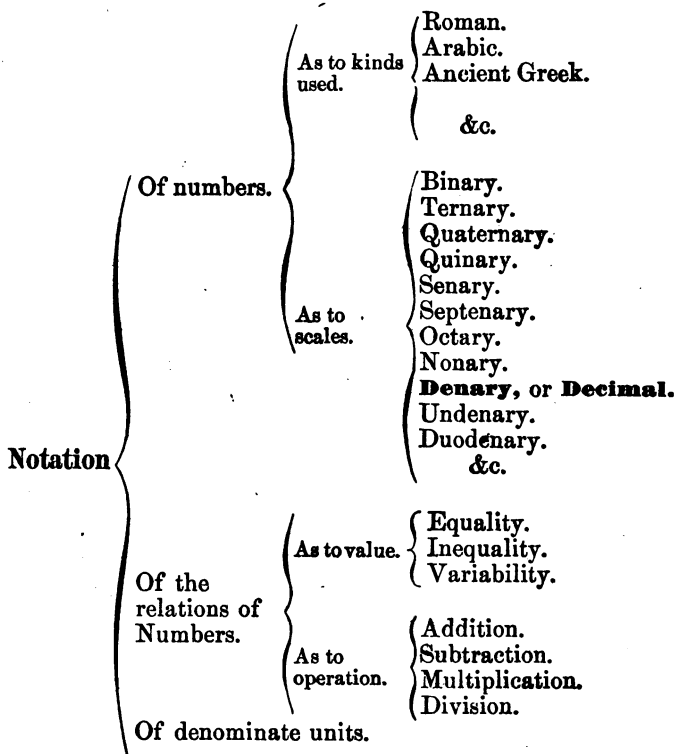 Notation
Of numbers.
As to kinds
used.
Roman.
Arabic.
Ancient Greek.
&c.
As to
scales.
Binary.
Ternary.
Quaternary.
Quinary.
Senary.
Septenary.
Octary.
Nonary.
Denary, or Decimal.
Undenary.
Duodenary.
&c.
Of the
relations of
Numbers.
As to value.
Equality.
Inequality.
Variability.
As to
operation.
Addition.
Subtraction.
Multiplication.
Division.
Of denominate units.